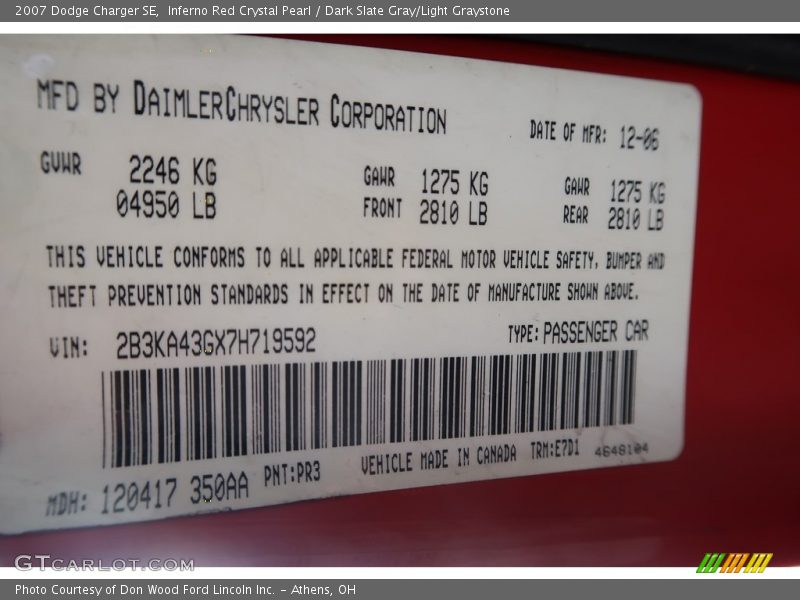 2007 Dodge Charger SE, Inferno Red Crystal Pearl / Dark Slate Gray/Light Graystone
MFD BY DAIMLERCHRYSLER CORPORATION
DATE OF MFR: 12-06
GVWR 2246 KG
04950 LB
GAWR 1275 KG
FRONT 2810 LB
GAWR 1275 KG
REAR 2810 LB
THIS VEHICLE CONFORMS TO ALL APPLICABLE FEDERAL MOTOR VEHICLE SAFETY, BUMPER AND
THEFT PREVENTION STANDARDS IN EFFECT ON THE DATE OF MANUFACTURE SHOWN ABOVE.
VIN: 2B3KA43GX7H719592
TYPE: PASSENGER CAR
MDH: 120417 350AA
PNT: PR3
VEHICLE MADE IN CANADA
TRM: E7D1
4648104
GTCARLOT.COM
Photo Courtesy of Don Wood Ford Lincoln Inc. - Athens, OH